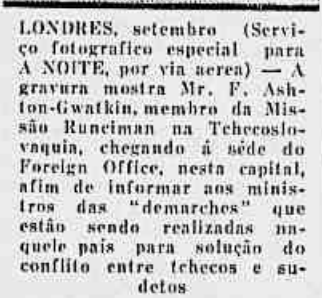 LONDRES, setembro (Servi-
ço fotografico especial para
A NOITE, por via aerea) — A
gravura mostra Mr. F. Ash-
ton-Gwatkin, membro da Mis-
são Runciman na Tchecoslo-
vaquia, chegando á séde do
Foreign Office, nesta capital,
afim de informar aos minis-
tros das "demarches" que
estão sendo realizadas na-
quele pais para solução do
conflito entre tchecos e su-
detos